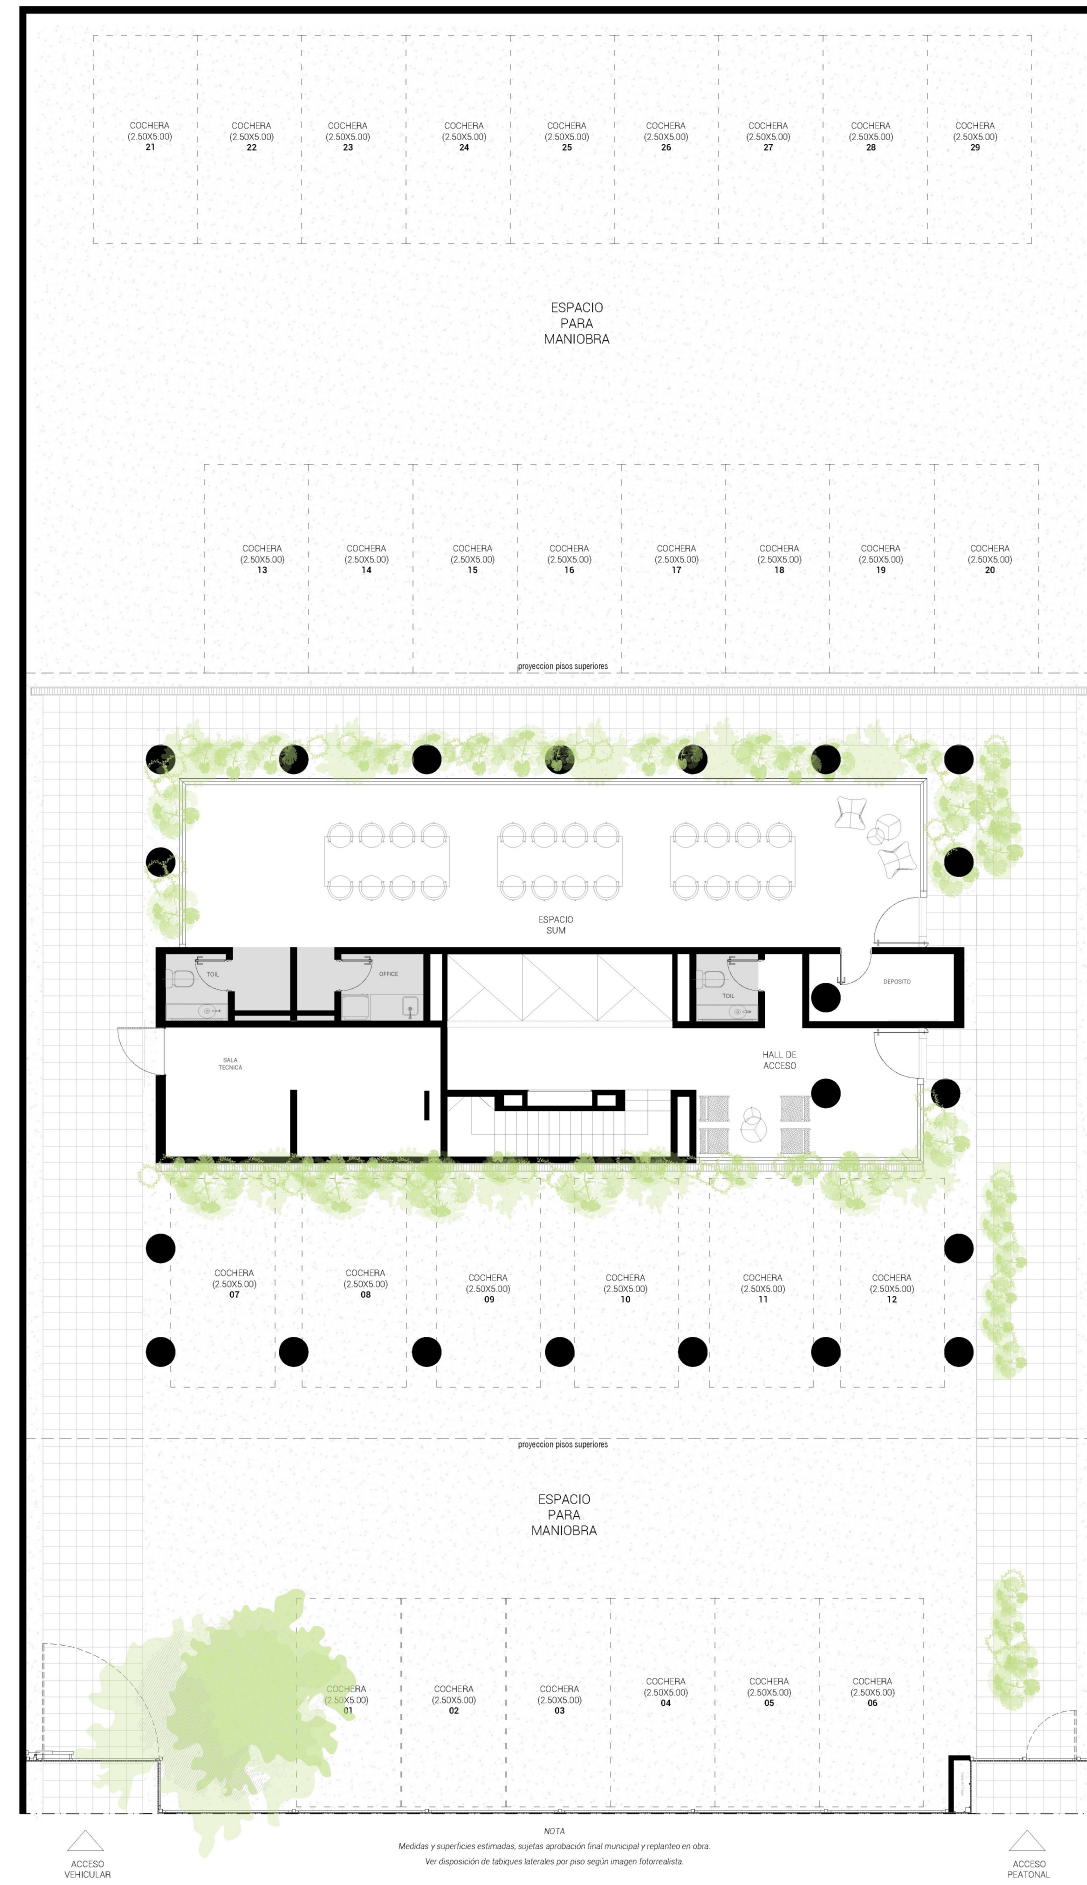 COCHERA
(2.50X5.00)
21
COCHERA
(2.50X5.00)
22
COCHERA
(2.50X5.00)
23
COCHERA
(2.50X5.00)
24
COCHERA
(2.50X5.00)
25
COCHERA
(2.50X5.00)
26
COCHERA
(2.50X5.00)
27
COCHERA
(2.50X5.00)
28
COCHERA
(2.50X5.00)
29
ESPACIO
PARA
MANIOBRA
COCHERA
(2.50X5.00)
13
COCHERA
(2.50X5.00)
14
COCHERA
(2.50X5.00)
15
COCHERA
(2.50X5.00)
16
COCHERA
(2.50X5.00)
17
COCHERA
(2.50X5.00)
18
COCHERA
(2.50X5.00)
19
COCHERA
(2.50X5.00)
20
proyeccion pisos superiores
ESPACIO
SUM
TOIL
OFFICE
TOIL
DEPOSITO
SALA
TECNICA
HALL DE
ACCESO
COCHERA
(2.50X5.00)
07
COCHERA
(2.50X5.00)
08
COCHERA
(2.50X5.00)
09
COCHERA
(2.50X5.00)
10
COCHERA
(2.50X5.00)
11
COCHERA
(2.50X5.00)
12
proyeccion pisos superiores
ESPACIO
PARA
MANIOBRA
COCHERA
(2.50X5.00)
01
COCHERA
(2.50X5.00)
02
COCHERA
(2.50X5.00)
03
COCHERA
(2.50X5.00)
04
COCHERA
(2.50X5.00)
05
COCHERA
(2.50X5.00)
06
NOTA
Medidas y superficies estimadas, sujetas aprobación final municipal y replanteo en obra.
Ver disposición de tabiques laterales por piso según imagen fotorrealista.
ACCESO
VEHICULAR
ACCESO
PEATONAL